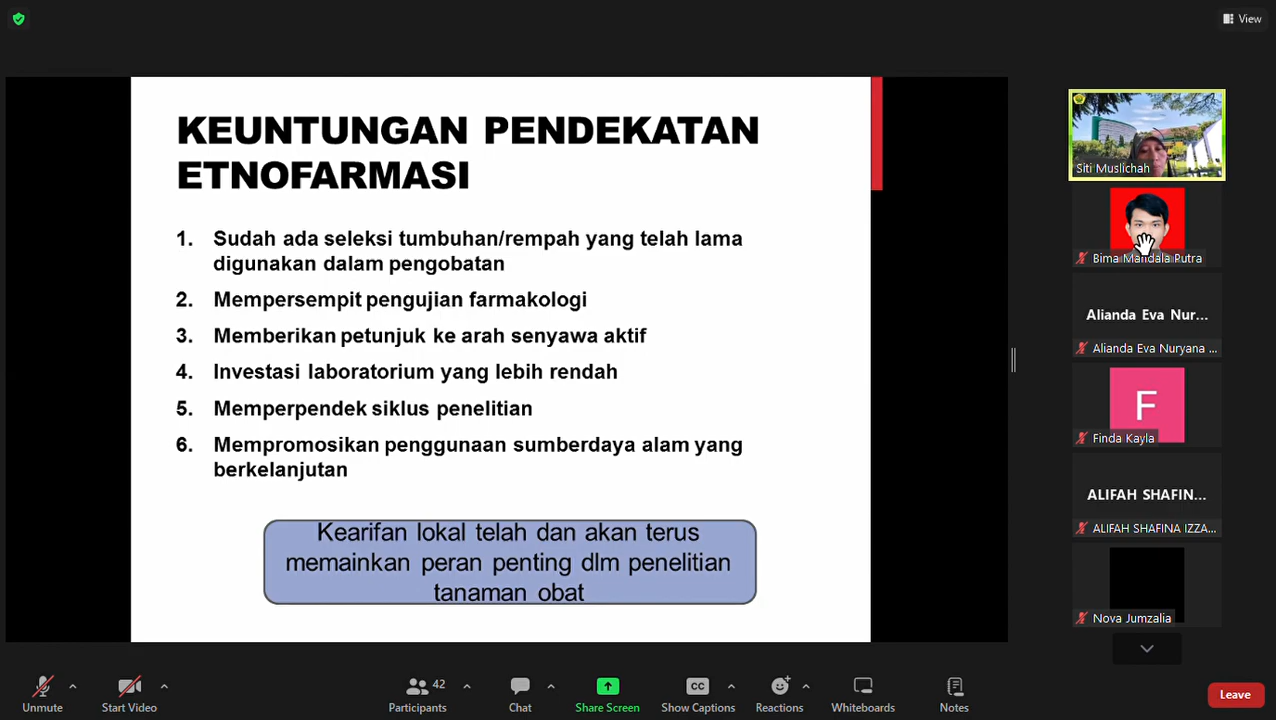 View
KEUNTUNGAN PENDEKATAN
ETNOFARMASI
1. Sudah ada seleksi tumbuhan/rempah yang telah lama
digunakan dalam pengobatan
2. Mempersempit pengujian farmakologi
3. Memberikan petunjuk ke arah senyawa aktif
4. Investasi laboratorium yang lebih rendah
5. Memperpendek siklus penelitian
6. Mempromosikan penggunaan sumberdaya alam yang
berkelanjutan
Kearifan lokal telah dan akan terus
memainkan peran penting dlm penelitian
tanaman obat
Siti Muslichah
Bima Mandala Putra
Alianda Eva Nur...
Alianda Eva Nuryana ...
F
Finda Kayla
ALIFAH SHAFIN...
ALIFAH SHAFINA IZZA...
Nova Jumzalia
Unmute
Start Video
42
Participants
Chat
Share Screen
CC
Show Captions
Reactions
Whiteboards
Notes
Leave